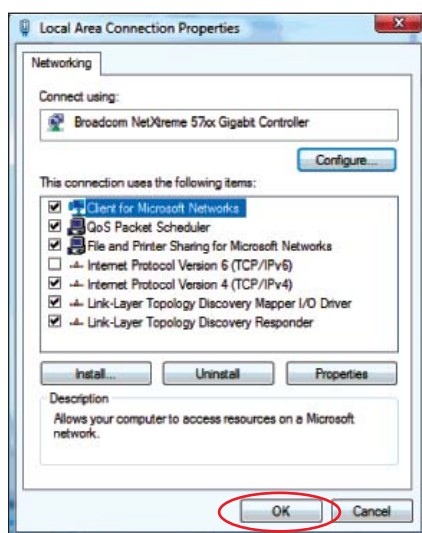 Local Area Connection Properties
Networking
Connect using:
Broadcom NetXtreme 57xx Gigabit Controller
Configure...
This connection uses the following items:
Client for Microsoft Networks
QoS Packet Scheduler
File and Printer Sharing for Microsoft Networks
Internet Protocol Version 6 (TCP/IPv6)
Internet Protocol Version 4 (TCP/IPv4)
Link-Layer Topology Discovery Mapper I/O Driver
Link-Layer Topology Discovery Responder
Install... Uninstall Properties
Description
Allows your computer to access resources on a Microsoft
network.
OK Cancel